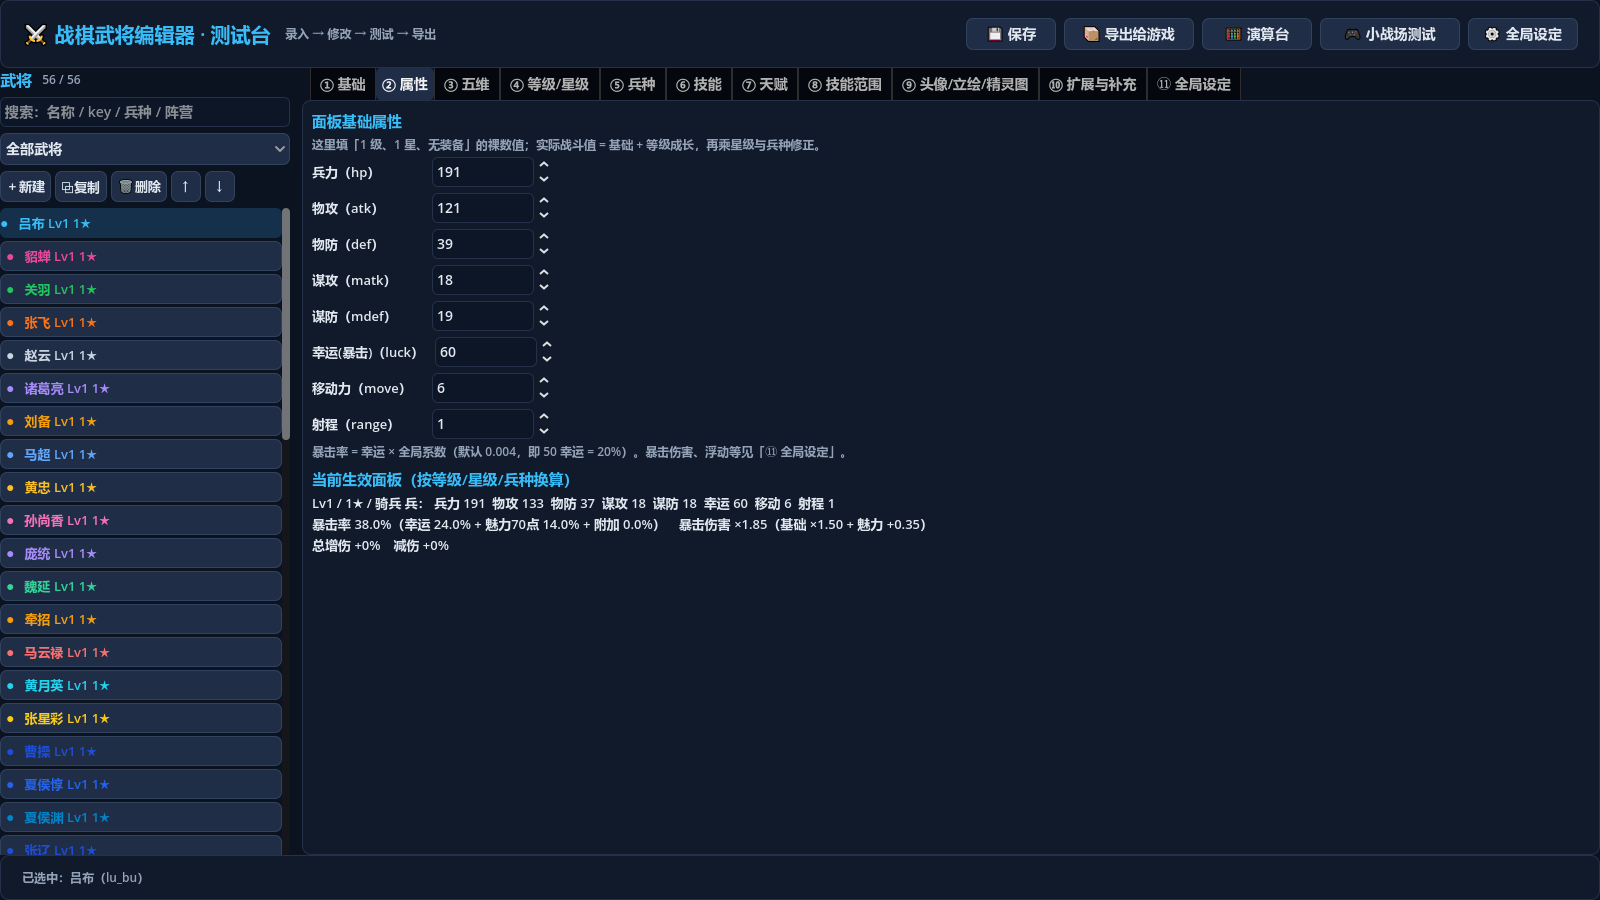 ⚔ 战棋武将编辑器 · 测试台 录入 → 修改 → 测试 → 导出
💾 保存 📦 导出给游戏 🧮 演算台 🎮 小战场测试 ⚙ 全局设定
武将 56 / 56
搜索：名称 / key / 兵种 / 阵营
全部武将
+ 新建 复制 🗑 删除 ↑ ↓
● 吕布 Lv1 1★
● 貂蝉 Lv1 1★
● 关羽 Lv1 1★
● 张飞 Lv1 1★
● 赵云 Lv1 1★
● 诸葛亮 Lv1 1★
● 刘备 Lv1 1★
● 马超 Lv1 1★
● 黄忠 Lv1 1★
● 孙尚香 Lv1 1★
● 庞统 Lv1 1★
● 魏延 Lv1 1★
● 牵招 Lv1 1★
● 马云禄 Lv1 1★
● 黄月英 Lv1 1★
● 张星彩 Lv1 1★
● 曹操 Lv1 1★
● 夏侯惇 Lv1 1★
● 夏侯渊 Lv1 1★
● 张辽 Lv1 1★
① 基础 ② 属性 ③ 五维 ④ 等级/星级 ⑤ 兵种 ⑥ 技能 ⑦ 天赋 ⑧ 技能范围 ⑨ 头像/立绘/精灵图 ⑩ 扩展与补充 ⑪ 全局设定
面板基础属性
这里填「1 级、1 星、无装备」的裸数值；实际战斗值 = 基础 + 等级成长，再乘星级与兵种修正。
兵力（hp） 191
物攻（atk） 121
物防（def） 39
谋攻（matk） 18
谋防（mdef） 19
幸运(暴击)（luck） 60
移动力（move） 6
射程（range） 1
暴击率 = 幸运 × 全局系数（默认 0.004，即 50 幸运 = 20%）。暴击伤害、浮动等见「⑪ 全局设定」。
当前生效面板（按等级/星级/兵种换算）
Lv1 / 1★ / 骑兵 兵： 兵力 191 物攻 133 物防 37 谋攻 18 谋防 18 幸运 60 移动 6 射程 1
暴击率 38.0%（幸运 24.0% + 魅力70点 14.0% + 附加 0.0%） 暴击伤害 ×1.85（基础 ×1.50 + 魅力 +0.35）
总增伤 +0% 减伤 +0%
已选中：吕布（lu_bu）